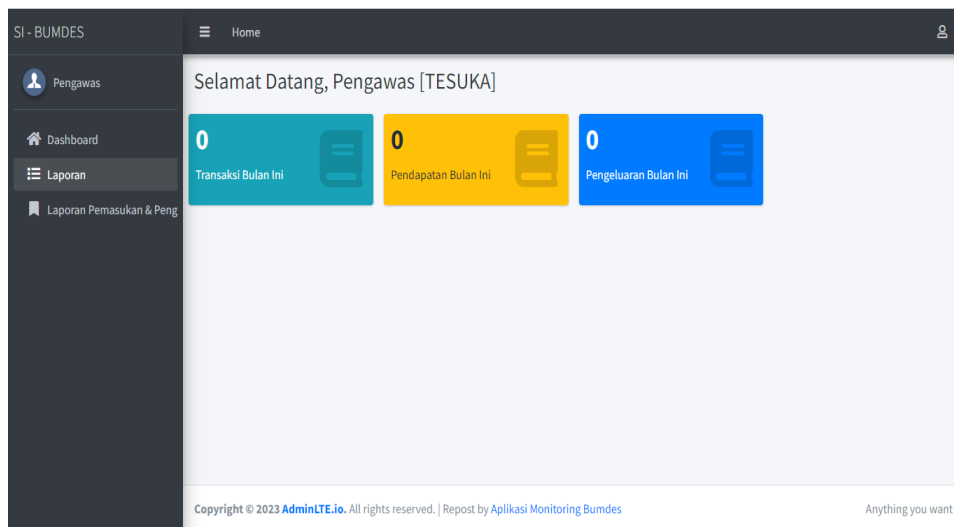 SI - BUMDES
Home
Pengawas
Dashboard
Laporan
Laporan Pemasukan & Peng
Selamat Datang, Pengawas [TESUKA]
0
Transaksi Bulan Ini
0
Pendapatan Bulan Ini
0
Pengeluaran Bulan Ini
Copyright © 2023 AdminLTE.io. All rights reserved. | Repost by Aplikasi Monitoring Bumdes
Anything you want